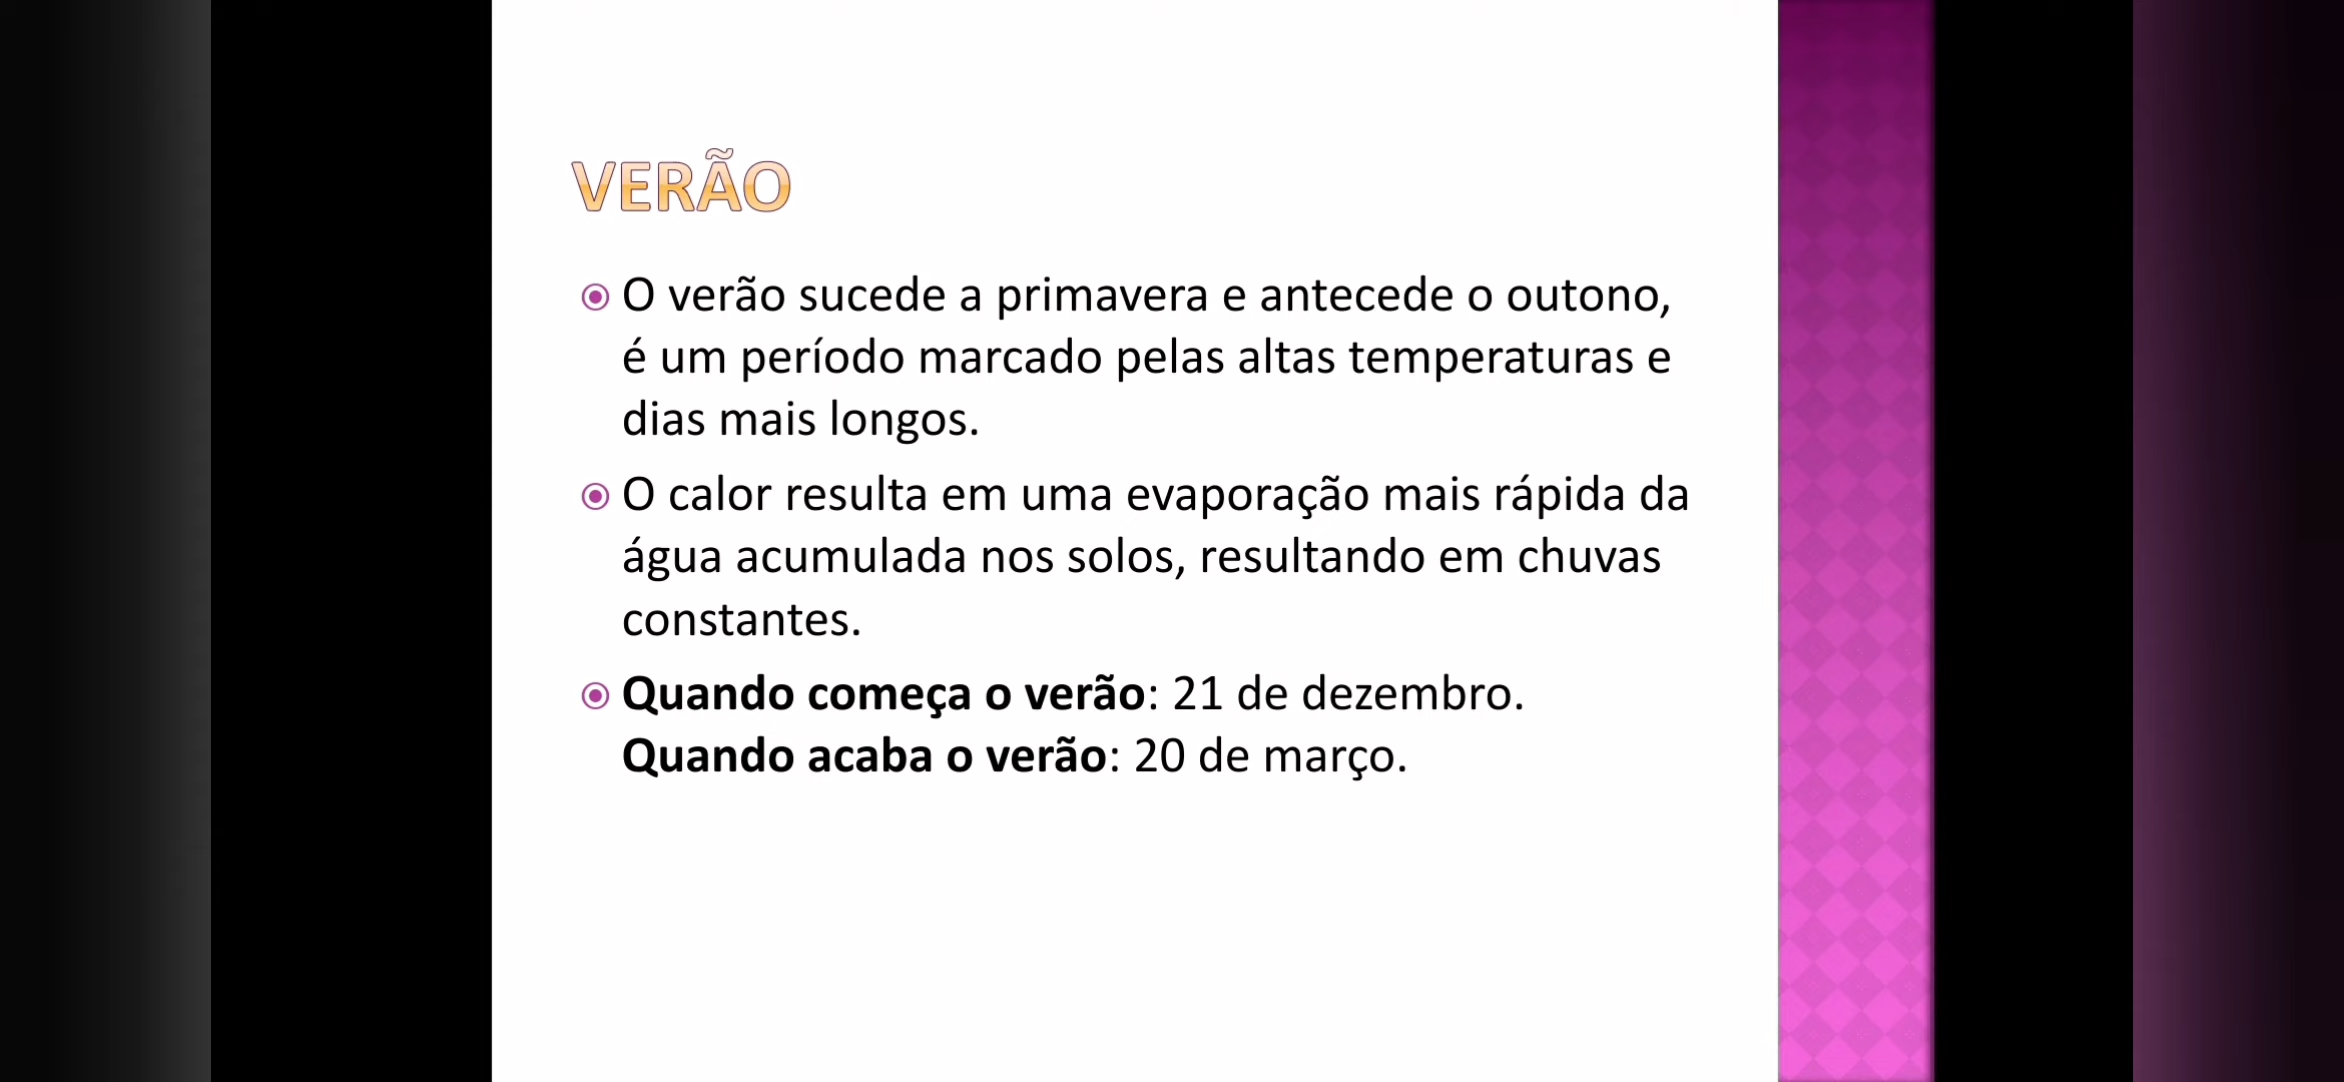 VERÃO
O verão sucede a primavera e antecede o outono,
é um período marcado pelas altas temperaturas e
dias mais longos.
O calor resulta em uma evaporação mais rápida da
água acumulada nos solos, resultando em chuvas
constantes.
Quando começa o verão: 21 de dezembro.
Quando acaba o verão: 20 de março.